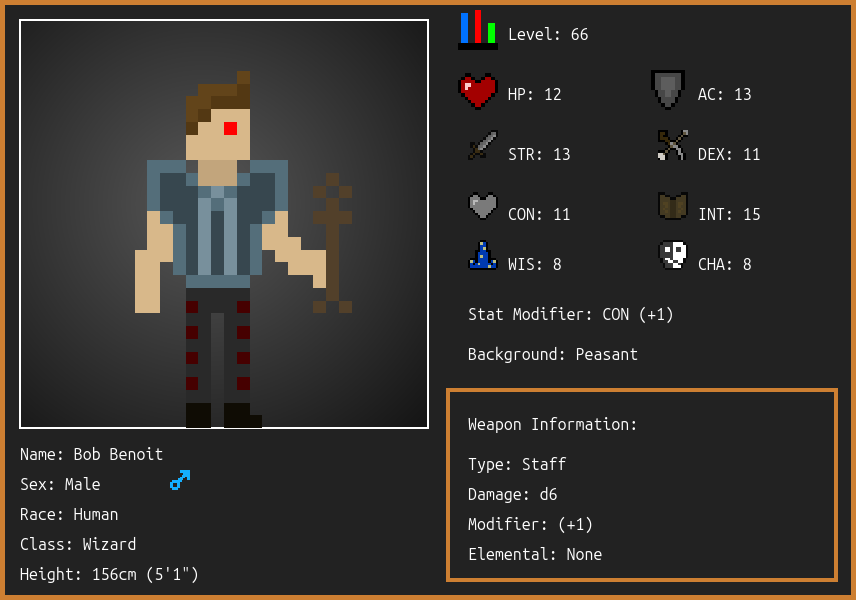 Level: 66
HP: 12
AC: 13
STR: 13
DEX: 11
CON: 11
INT: 15
WIS: 8
CHA: 8
Stat Modifier: CON (+1)
Background: Peasant
Weapon Information:
Type: Staff
Damage: d6
Modifier: (+1)
Elemental: None
Name: Bob Benoit
Sex: Male
Race: Human
Class: Wizard
Height: 156cm (5'1")